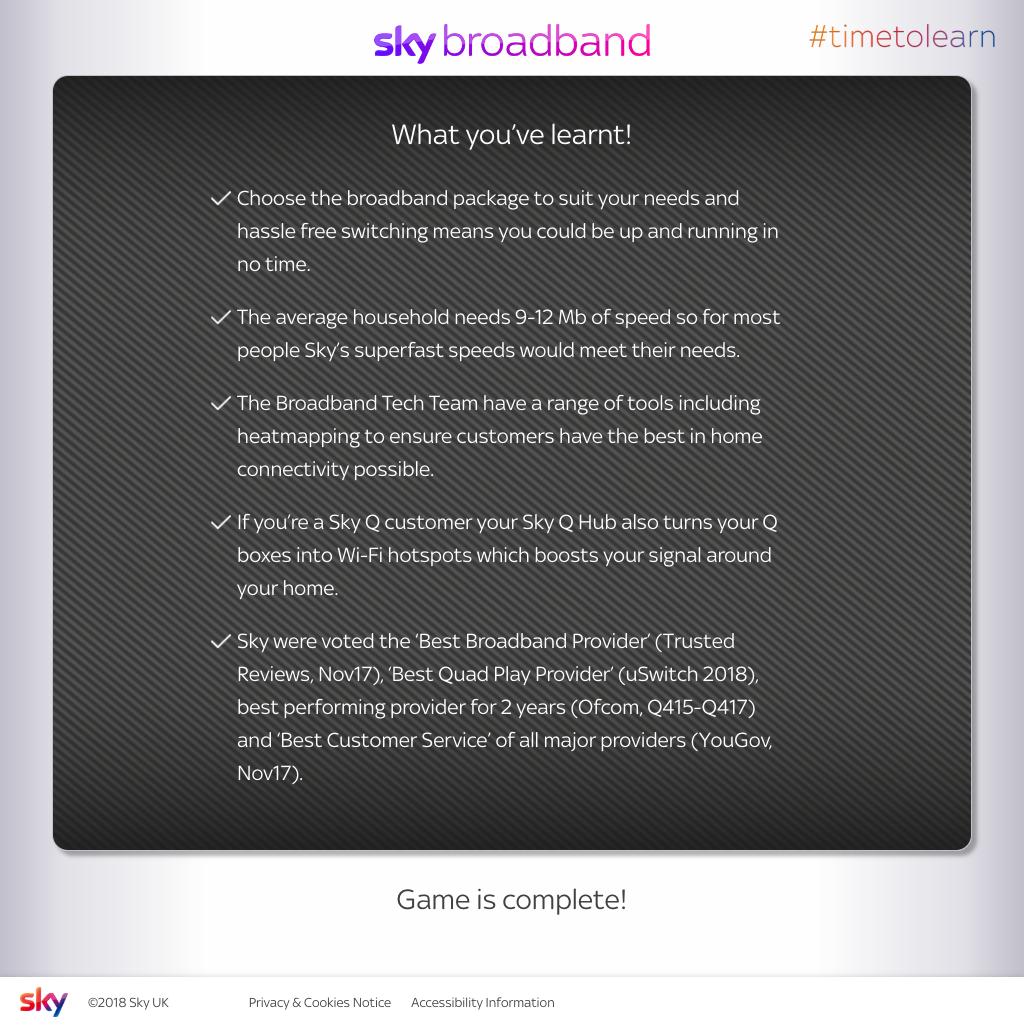 sky broadband
#timetolearn
What you've learnt!
Choose the broadband package to suit your needs and
hassle free switching means you could be up and running in
no time.
The average household needs 9-12 Mb of speed so for most
people Sky's superfast speeds would meet their needs.
The Broadband Tech Team have a range of tools including
heatmapping to ensure customers have the best in home
connectivity possible.
If you're a Sky Q customer your Sky Q Hub also turns your Q
boxes into Wi-Fi hotspots which boosts your signal around
your home.
Sky were voted the 'Best Broadband Provider' (Trusted
Reviews, Nov17), 'Best Quad Play Provider' (uSwitch 2018),
best performing provider for 2 years (Ofcom, Q415-Q417)
and 'Best Customer Service' of all major providers (YouGov,
Nov17).
Game is complete!
sky ©2018 Sky UK Privacy & Cookies Notice Accessibility Information